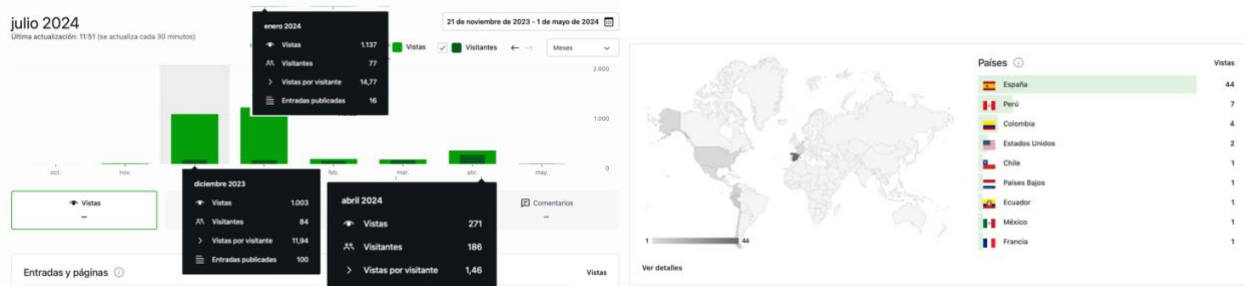 julio 2024
Última actualización: 11:51 (se actualiza cada 30 minutos)
21 de noviembre de 2023 - 1 de mayo de 2024
Vistas
Visitantes
Meses
enero 2024
Vistas 1.137
Visitantes 77
Vistas por visitante 14,77
Entradas publicadas 16
2.000
1.000
0
oct.
nov.
feb.
mar.
abr.
may.
Vistas
–
Comentarios
–
diciembre 2023
Vistas 1.003
Visitantes 84
Vistas por visitante 11,94
Entradas publicadas 100
abril 2024
Vistas 271
Visitantes 186
Vistas por visitante 1,46
Entradas y páginas
Vistas
1
44
Ver detalles
Países
Vistas
España 44
Perú 7
Colombia 4
Estados Unidos 2
Chile 1
Países Bajos 1
Ecuador 1
México 1
Francia 1